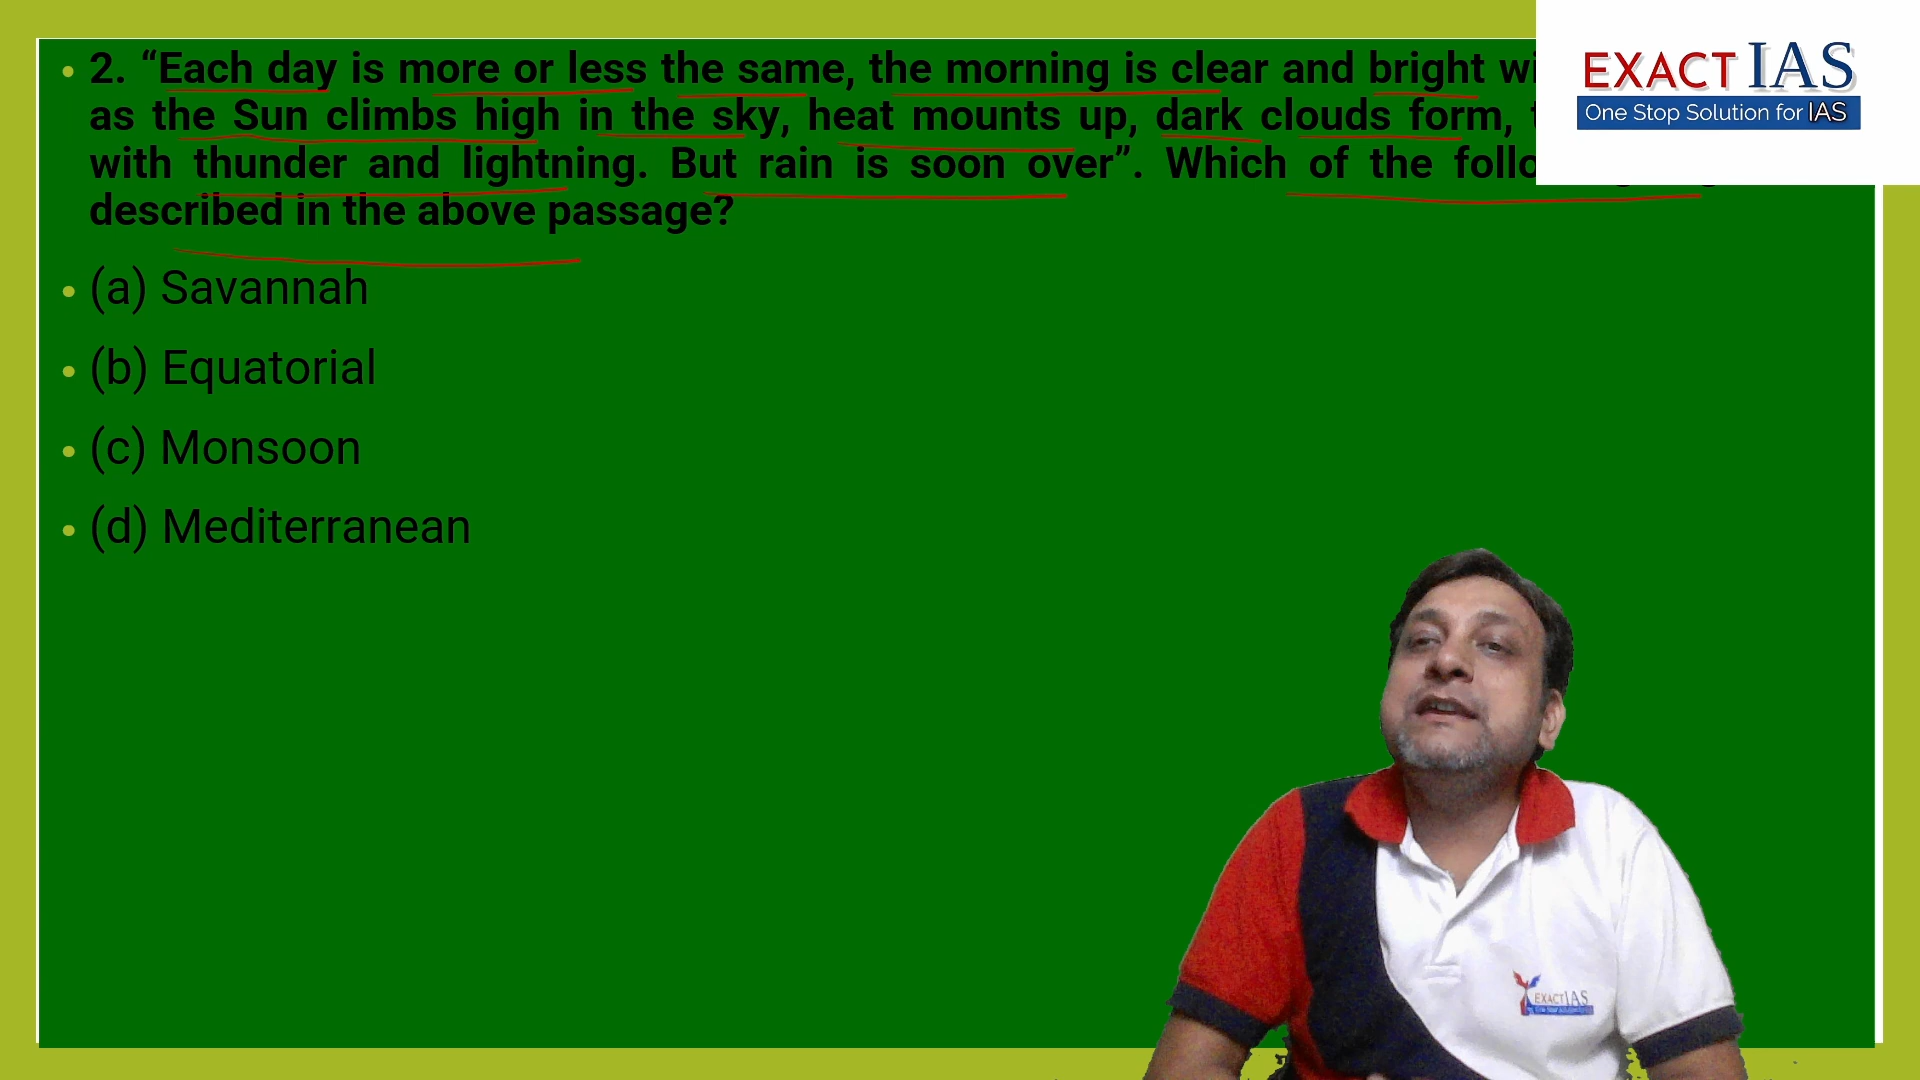 2. “Each day is more or less the same, the morning is clear and bright
as the Sun climbs high in the sky, heat mounts up, dark clouds form,
with thunder and lightning. But rain is soon over”. Which of the
described in the above passage?
(a) Savannah
(b) Equatorial
(c) Monsoon
(d) Mediterranean
EXACT IAS
One Stop Solution for IAS
EXACT IAS